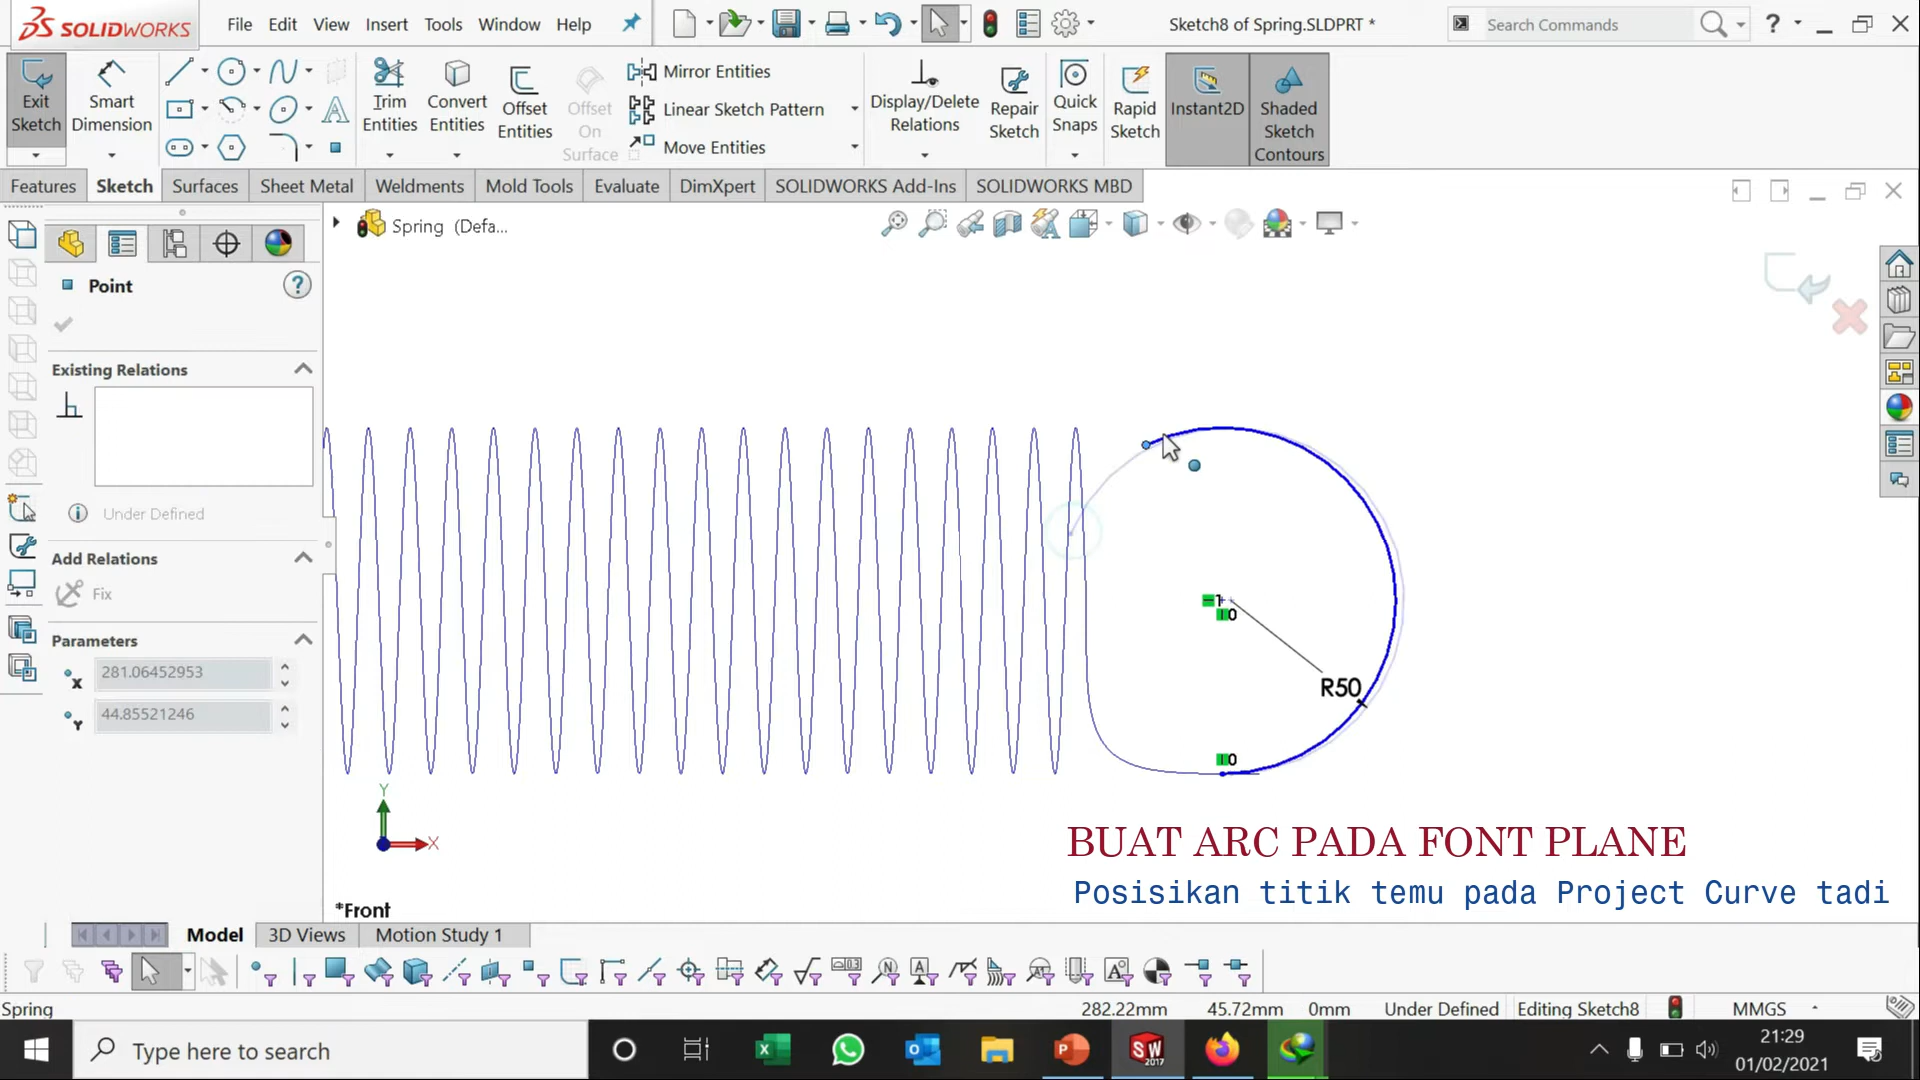 SOLIDWORKS
File Edit View Insert Tools Window Help
Sketch8 of Spring.SLDPRT *
Search Commands
?
Exit Sketch
Smart Dimension
Trim Entities
Convert Entities
Offset Entities
Offset On Surface
Mirror Entities
Linear Sketch Pattern
Move Entities
Display/Delete Relations
Repair Sketch
Quick Snaps
Rapid Sketch
Instant2D
Shaded Sketch Contours
Features Sketch Surfaces Sheet Metal Weldments Mold Tools Evaluate DimXpert SOLIDWORKS Add-Ins SOLIDWORKS MBD
Spring (Defa...
Point
?
Existing Relations
Under Defined
Add Relations
Fix
Parameters
X 281.06452953
Y 44.85521246
1
0
R50
0
Y
X
*Front
BUAT ARC PADA FONT PLANE
Posisikan titik temu pada Project Curve tadi
Model 3D Views Motion Study 1
Spring
282.22mm 45.72mm 0mm Under Defined Editing Sketch8 MMGS
Type here to search
SW 2017
21:29
01/02/2021